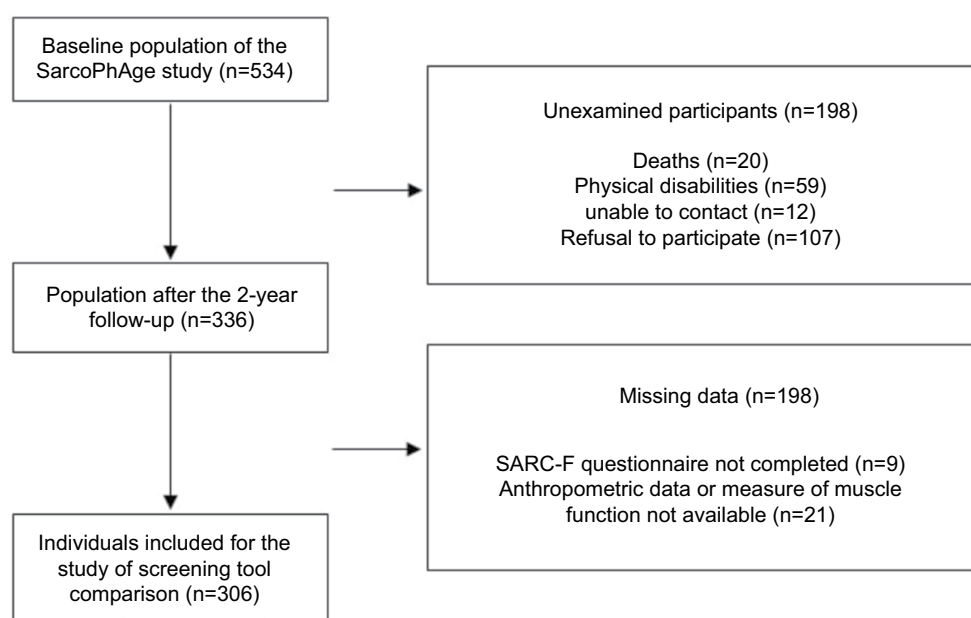 Baseline population of the
SarcoPhAge study (n=534)
Unexamined participants (n=198)
Deaths (n=20)
Physical disabilities (n=59)
unable to contact (n=12)
Refusal to participate (n=107)
Population after the 2-year
follow-up (n=336)
Missing data (n=198)
SARC-F questionnaire not completed (n=9)
Anthropometric data or measure of muscle
function not available (n=21)
Individuals included for the
study of screening tool
comparison (n=306)